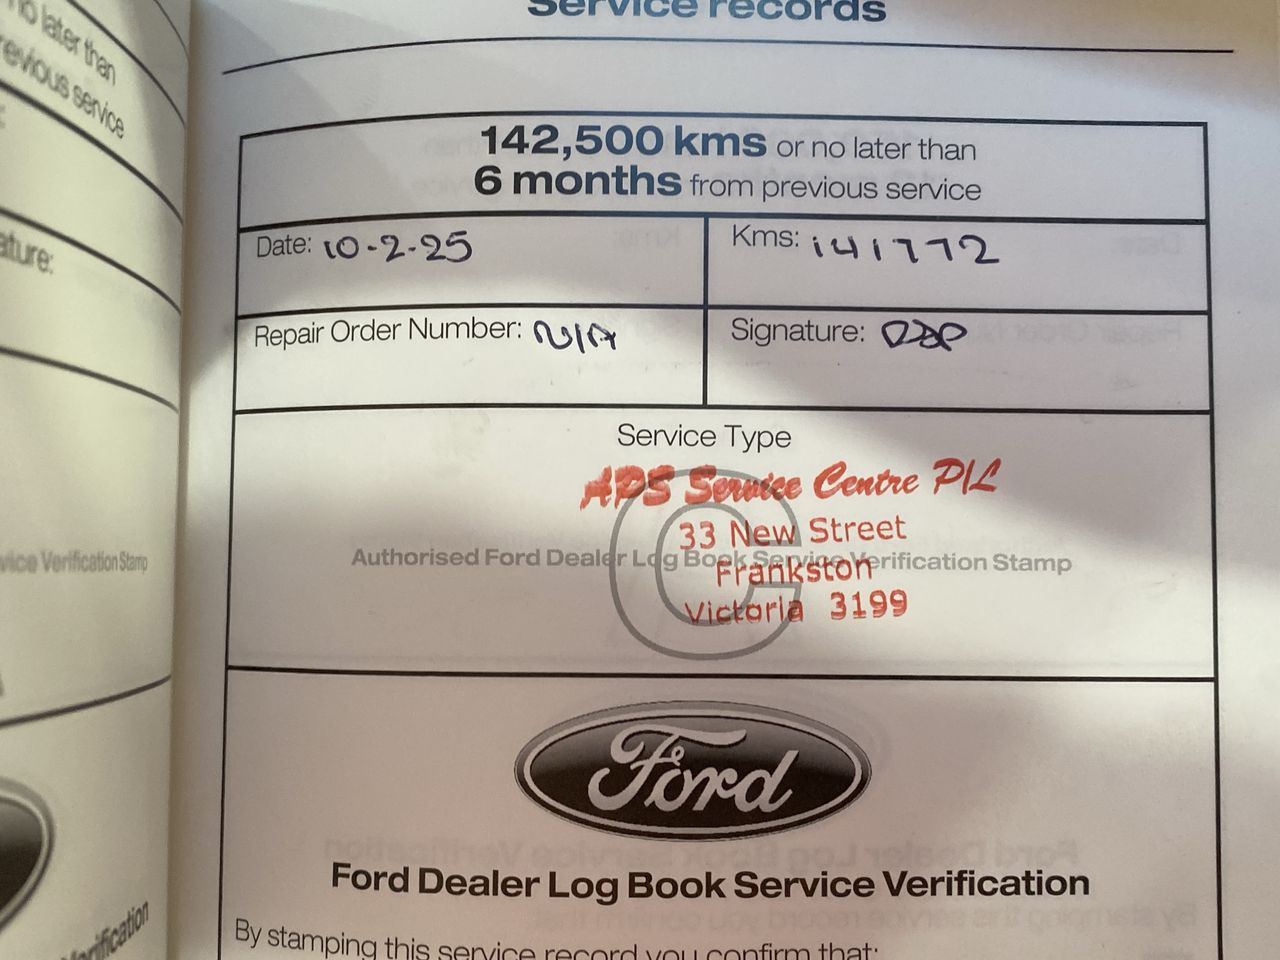 no later than
previous service
ature:
vice Verification Stamp
Verification
Service records
142,500 kms or no later than
6 months from previous service
Date: 10-2-25
Kms: 141772
Repair Order Number: N/A
Signature:
Service Type
APS Service Centre P/L
33 New Street
Authorised Ford Dealer Log Book Service Verification Stamp
Frankston
Victoria 3199
C
Ford
Ford Dealer Log Book Service Verification
By stamping this service record you confirm that: